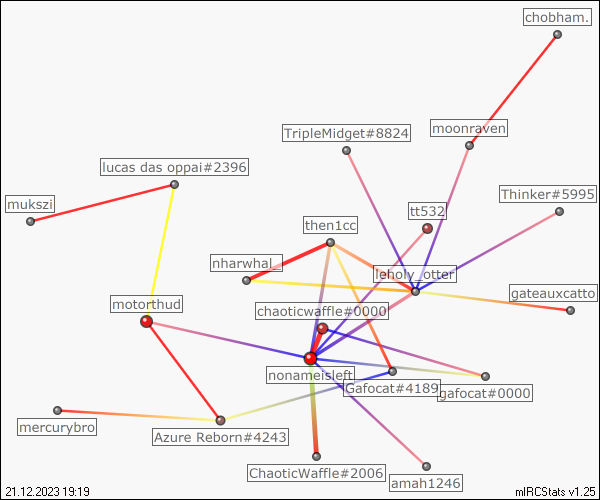 chobham.
TripleMidget#8824
moonraven
lucas das oppai#2396
Thinker#5995
mukszi
tt532
then1cc
nharwhal_
leholy_otter
gateauxcatto
motorthud
chaoticwaffle#0000
nonameisleft
Gafocat#4189
gafocat#0000
mercurybro
Azure Reborn#4243
ChaoticWaffle#2006
amah1246
21.12.2023 19:19
mIRCStats v1.25